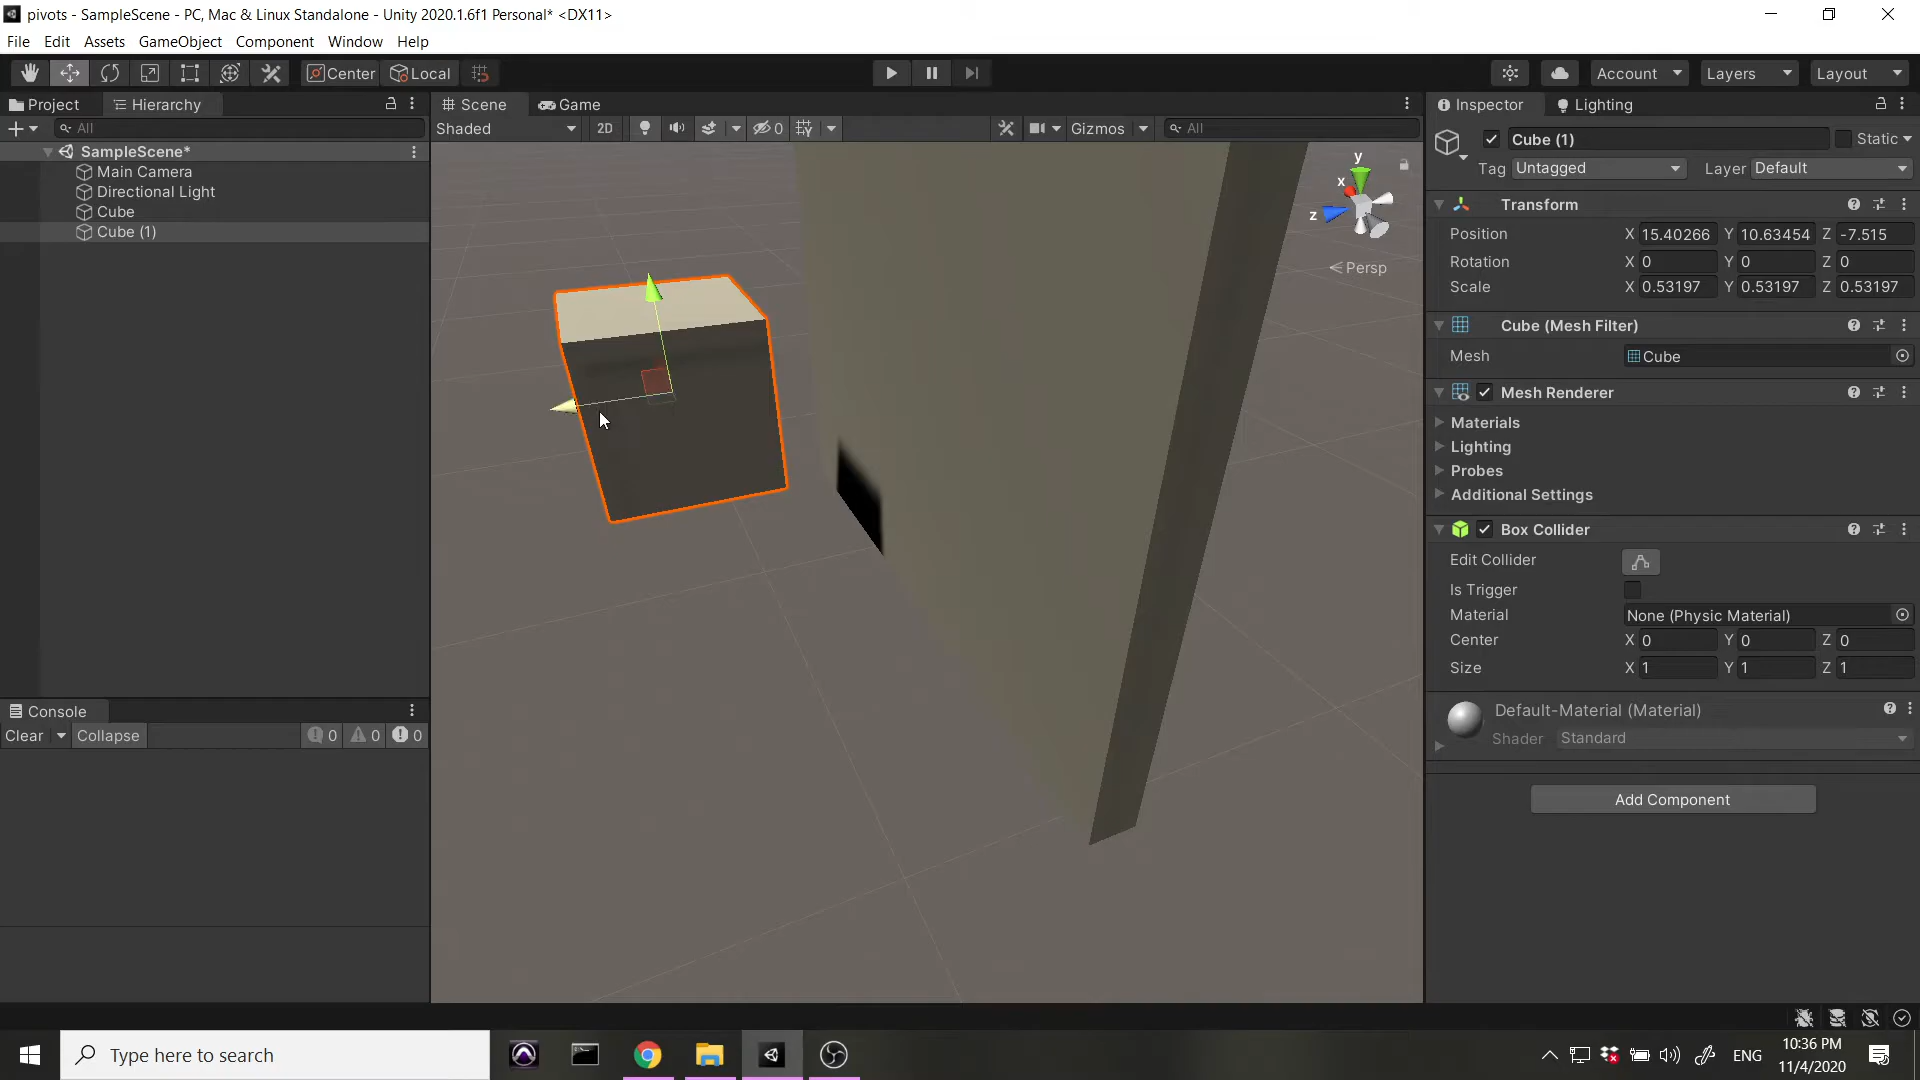 pivots - SampleScene - PC, Mac & Linux Standalone - Unity 2020.1.6f1 Personal* <DX11>
File Edit Assets GameObject Component Window Help
Center Local Account Layers Layout
Project Hierarchy
All
SampleScene*
Main Camera
Directional Light
Cube
Cube (1)
Console
Clear Collapse 0 0 0
Scene Game
Shaded 2D 0 Gizmos All
y
x
z
Persp
Inspector Lighting
Cube (1) Static
Tag Untagged Layer Default
Transform
Position X 15.40266 Y 10.63454 Z -7.515
Rotation X 0 Y 0 Z 0
Scale X 0.53197 Y 0.53197 Z 0.53197
Cube (Mesh Filter)
Mesh Cube
Mesh Renderer
Materials
Lighting
Probes
Additional Settings
Box Collider
Edit Collider
Is Trigger
Material None (Physic Material)
Center X 0 Y 0 Z 0
Size X 1 Y 1 Z 1
Default-Material (Material)
Shader Standard
Add Component
Type here to search
ENG
10:36 PM
11/4/2020